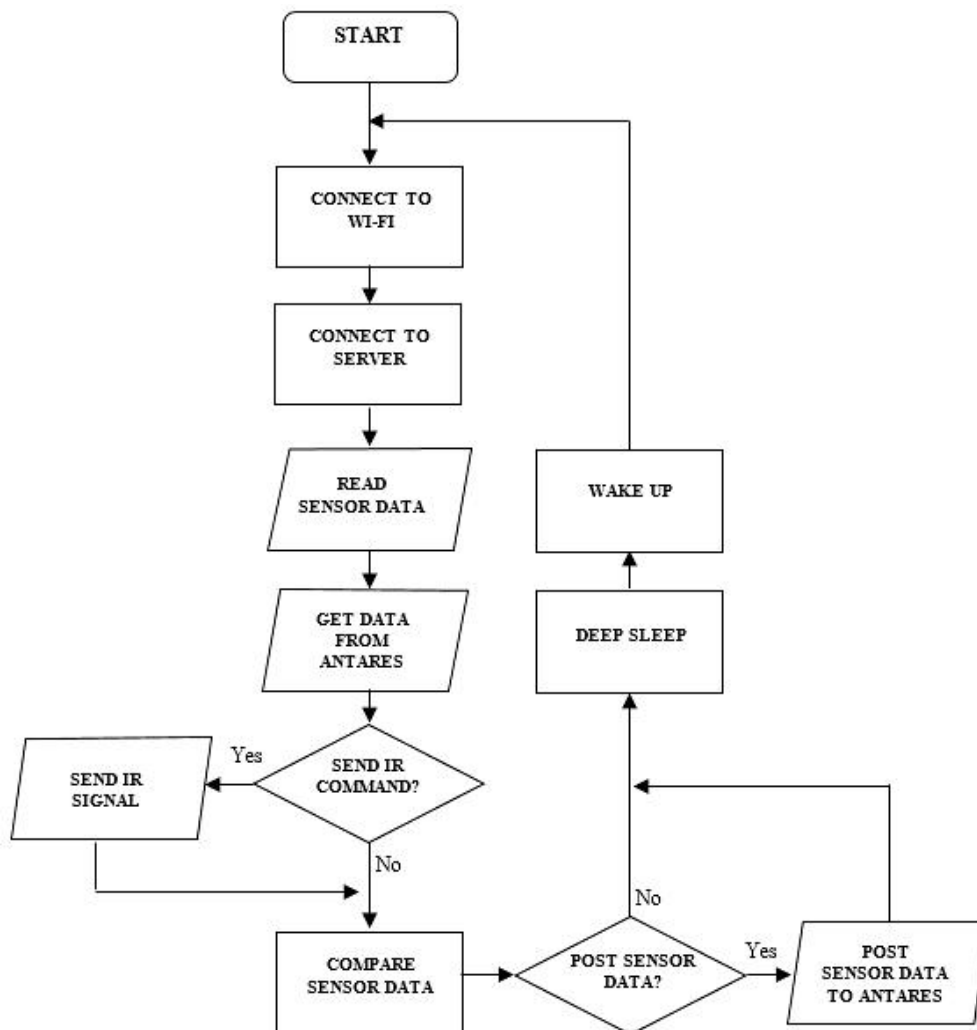 START
CONNECT TO
WI-FI
CONNECT TO
SERVER
READ
SENSOR DATA
GET DATA
FROM
ANTARES
Yes
SEND IR
COMMAND?
SEND IR
SIGNAL
No
COMPARE
SENSOR DATA
POST SENSOR
DATA?
Yes
POST
SENSOR DATA
TO ANTARES
No
DEEP SLEEP
WAKE UP